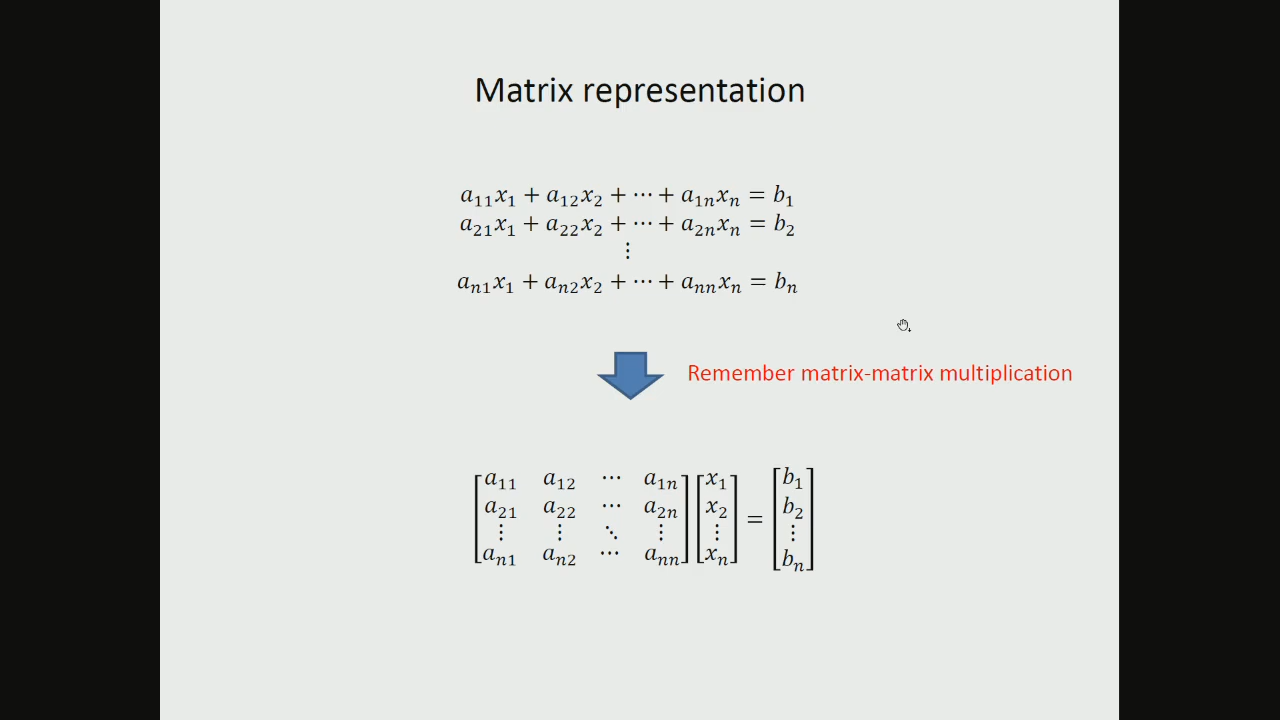 Matrix representation
a₁₁x₁ + a₁₂x₂ + ⋯ + a₁ₙxₙ = b₁
a₂₁x₁ + a₂₂x₂ + ⋯ + a₂ₙxₙ = b₂
⋮
aₙ₁x₁ + aₙ₂x₂ + ⋯ + aₙₙxₙ = bₙ
Remember matrix-matrix multiplication
[a₁₁ a₁₂ ⋯ a₁ₙ] [x₁] [b₁]
[a₂₁ a₂₂ ⋯ a₂ₙ] [x₂] = [b₂]
[⋮ ⋮ ⋱ ⋮] [⋮] [⋮]
[aₙ₁ aₙ₂ ⋯ aₙₙ] [xₙ] [bₙ]